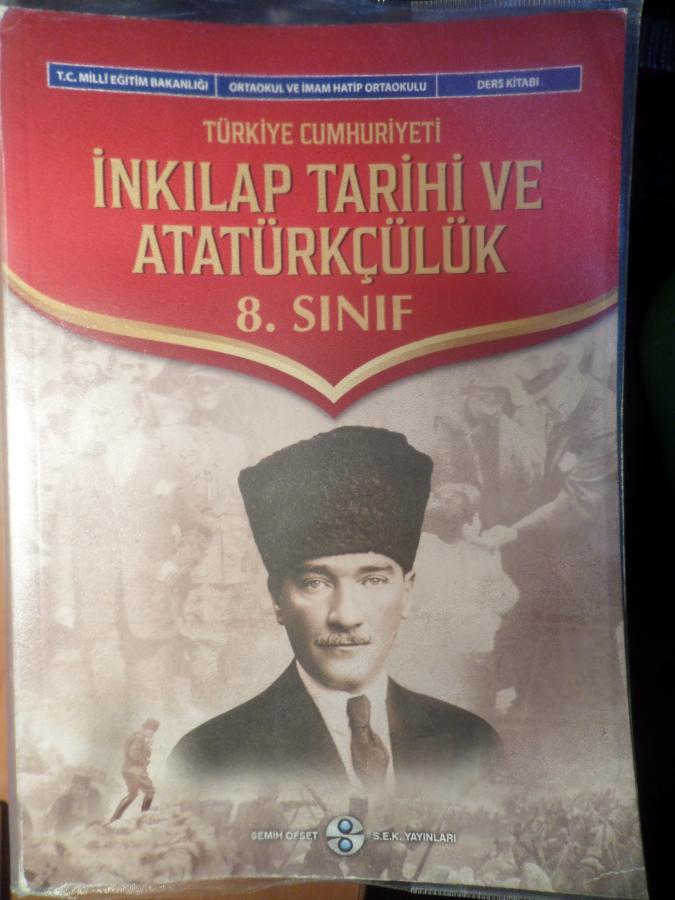 T.C. MİLLÎ EĞİTİM BAKANLIĞI
ORTAOKUL VE İMAM HATİP ORTAOKULU
DERS KİTABI
TÜRKİYE CUMHURİYETİ
İNKILAP TARİHİ VE
ATATÜRKÇÜLÜK
8. SINIF
SEMİH OFSET
S.E.K. YAYINLARI